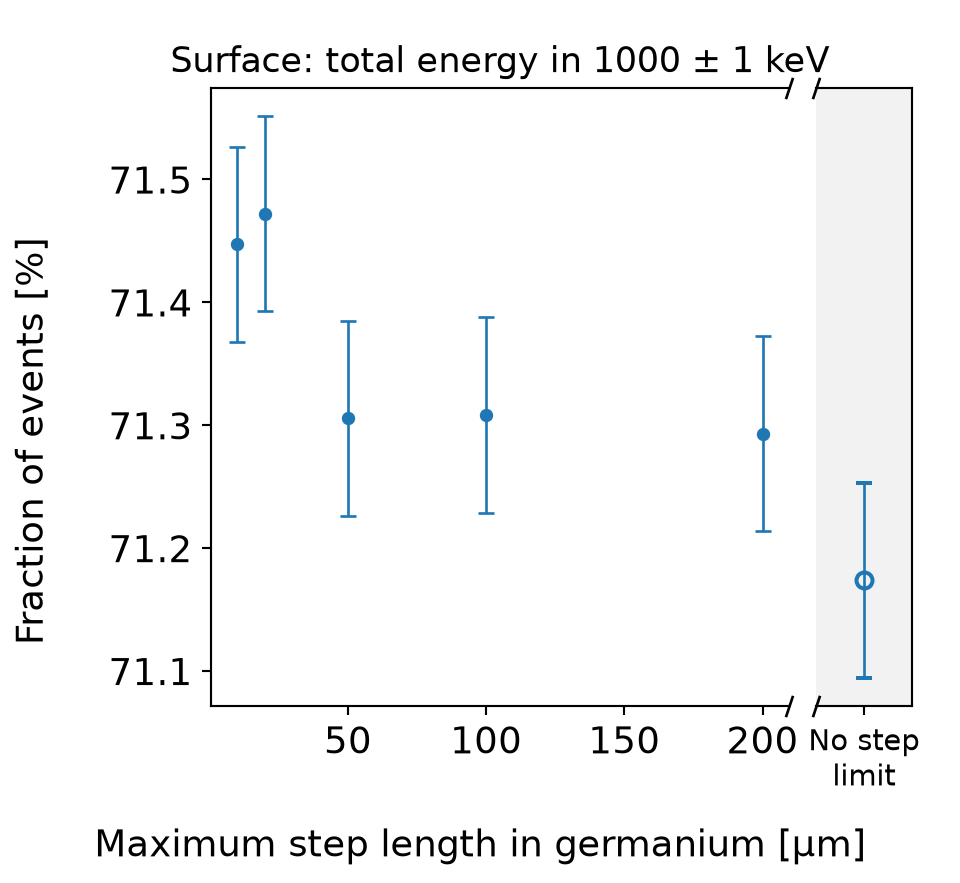 Surface: total energy in 1000 ± 1 keV
Fraction of events [%]
71.5
71.4
71.3
71.2
71.1
50 100 150 200 No step
limit
Maximum step length in germanium [µm]